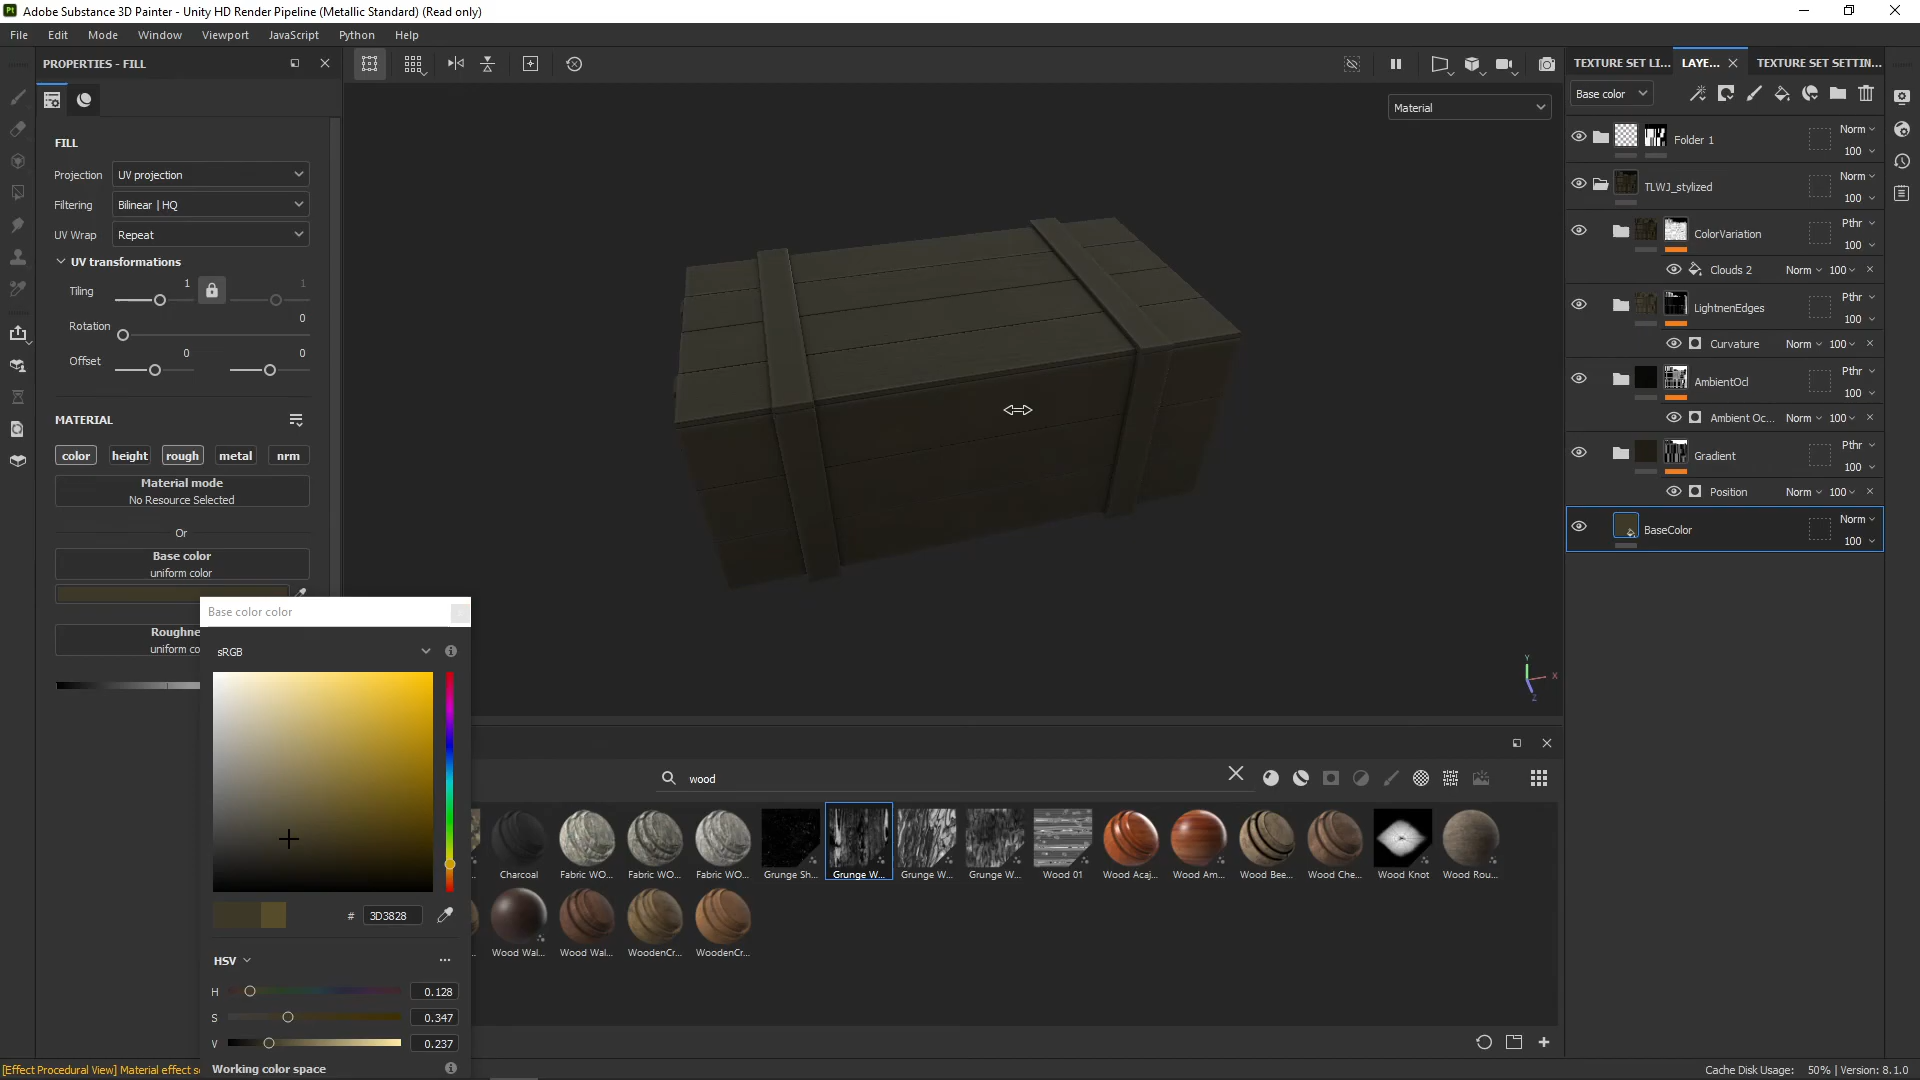 Adobe Substance 3D Painter - Unity HD Render Pipeline (Metallic Standard) (Read only)
File Edit Mode Window Viewport JavaScript Python Help
PROPERTIES - FILL
FILL
Projection UV projection
Filtering Bilinear | HQ
UV Wrap Repeat
UV transformations
Tiling 1 1
Rotation 0
Offset 0 0
MATERIAL
color height rough metal nrm
Material mode
No Resource Selected
Or
Base color
uniform color
Roughne
uniform co
Base color color
sRGB
# 3D3828
HSV
H 0.128
S 0.347
V 0.237
Working color space
[Effect Procedural View] Material effect s
Material
Y
X
Z
wood
Charcoal Fabric WO... Fabric WO... Fabric WO... Grunge Sh... Grunge W... Grunge W... Grunge W... Wood 01 Wood Acaj... Wood Am... Wood Bee... Wood Che... Wood Knot Wood Rou...
Wood Wal... Wood Wal... WoodenCr... WoodenCr...
TEXTURE SET LI... LAYE... TEXTURE SET SETTIN...
Base color
Folder 1 Norm 100
TLWJ_stylized Norm 100
ColorVariation Pthr 100
Clouds 2 Norm 100
LightnenEdges Pthr 100
Curvature Norm 100
AmbientOcl Pthr 100
Ambient Oc... Norm 100
Gradient Pthr 100
Position Norm 100
BaseColor Norm 100
Cache Disk Usage: 50% | Version: 8.1.0